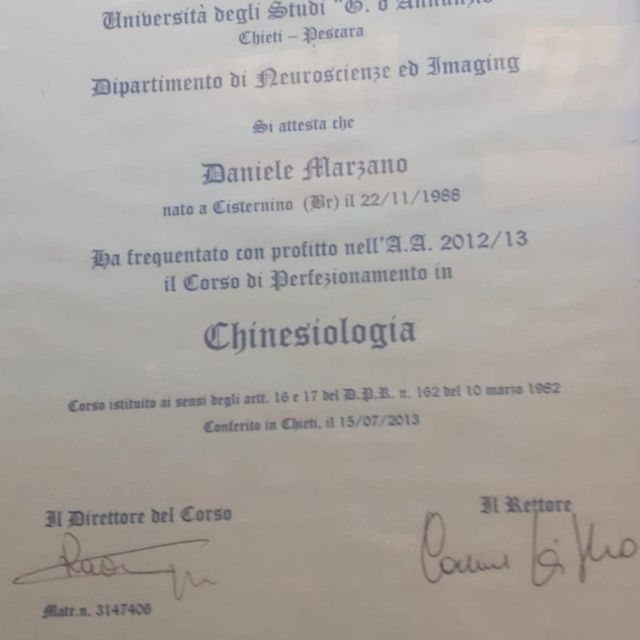 Università degli Studi "G. d'Annunzio
Chieti - Pescara
Dipartimento di Neuroscienze ed Imaging
Si attesta che
Daniele Marzano
nato a Cisternino (Br) il 22/11/1988
Ha frequentato con profitto nell'A.A. 2012/13
il Corso di Perfezionamento in
Chinesiologia
Corso istituito ai sensi degli artt. 16 e 17 del D.P.R. n. 162 del 10 marzo 1982
Conferito in Chieti, il 15/07/2013
Il Direttore del Corso
Il Rettore
Matr.n. 3147406